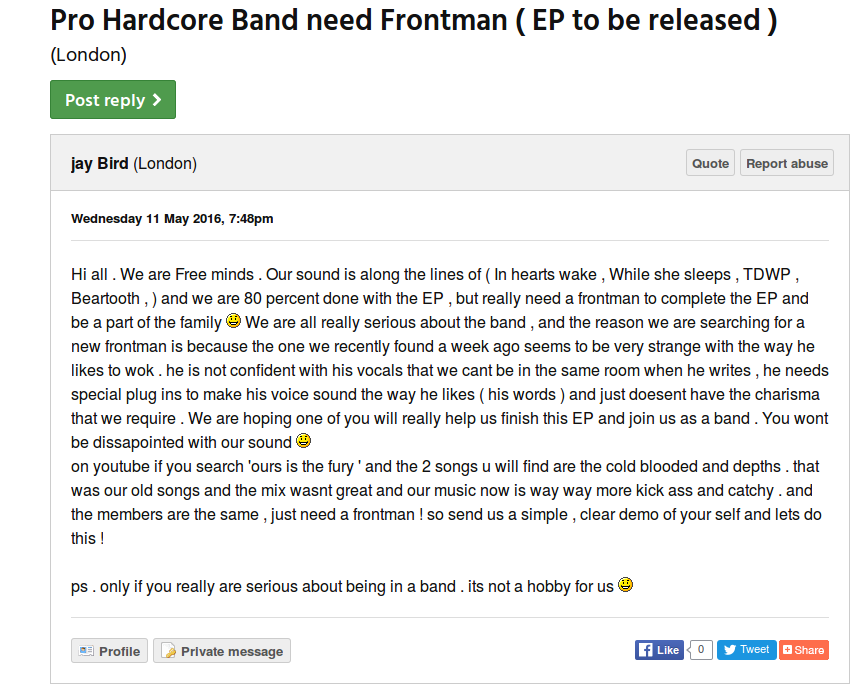 Pro Hardcore Band need Frontman ( EP to be released )
(London)
Post reply
jay Bird (London)
Quote
Report abuse
Wednesday 11 May 2016, 7:48pm
Hi all . We are Free minds . Our sound is along the lines of ( In hearts wake , While she sleeps , TDWP ,
Beartooth , ) and we are 80 percent done with the EP , but really need a frontman to complete the EP and
be a part of the family We are all really serious about the band , and the reason we are searching for a
new frontman is because the one we recently found a week ago seems to be very strange with the way he
likes to wok . he is not confident with his vocals that we cant be in the same room when he writes , he needs
special plug ins to make his voice sound the way he likes ( his words ) and just doesent have the charisma
that we require . We are hoping one of you will really help us finish this EP and join us as a band . You wont
be dissapointed with our sound
on youtube if you search 'ours is the fury ' and the 2 songs u will find are the cold blooded and depths . that
was our old songs and the mix wasnt great and our music now is way way more kick ass and catchy . and
the members are the same , just need a frontman ! so send us a simple , clear demo of your self and lets do
this !
ps . only if you really are serious about being in a band . its not a hobby for us
Profile
Private message
Like
0
Tweet
Share